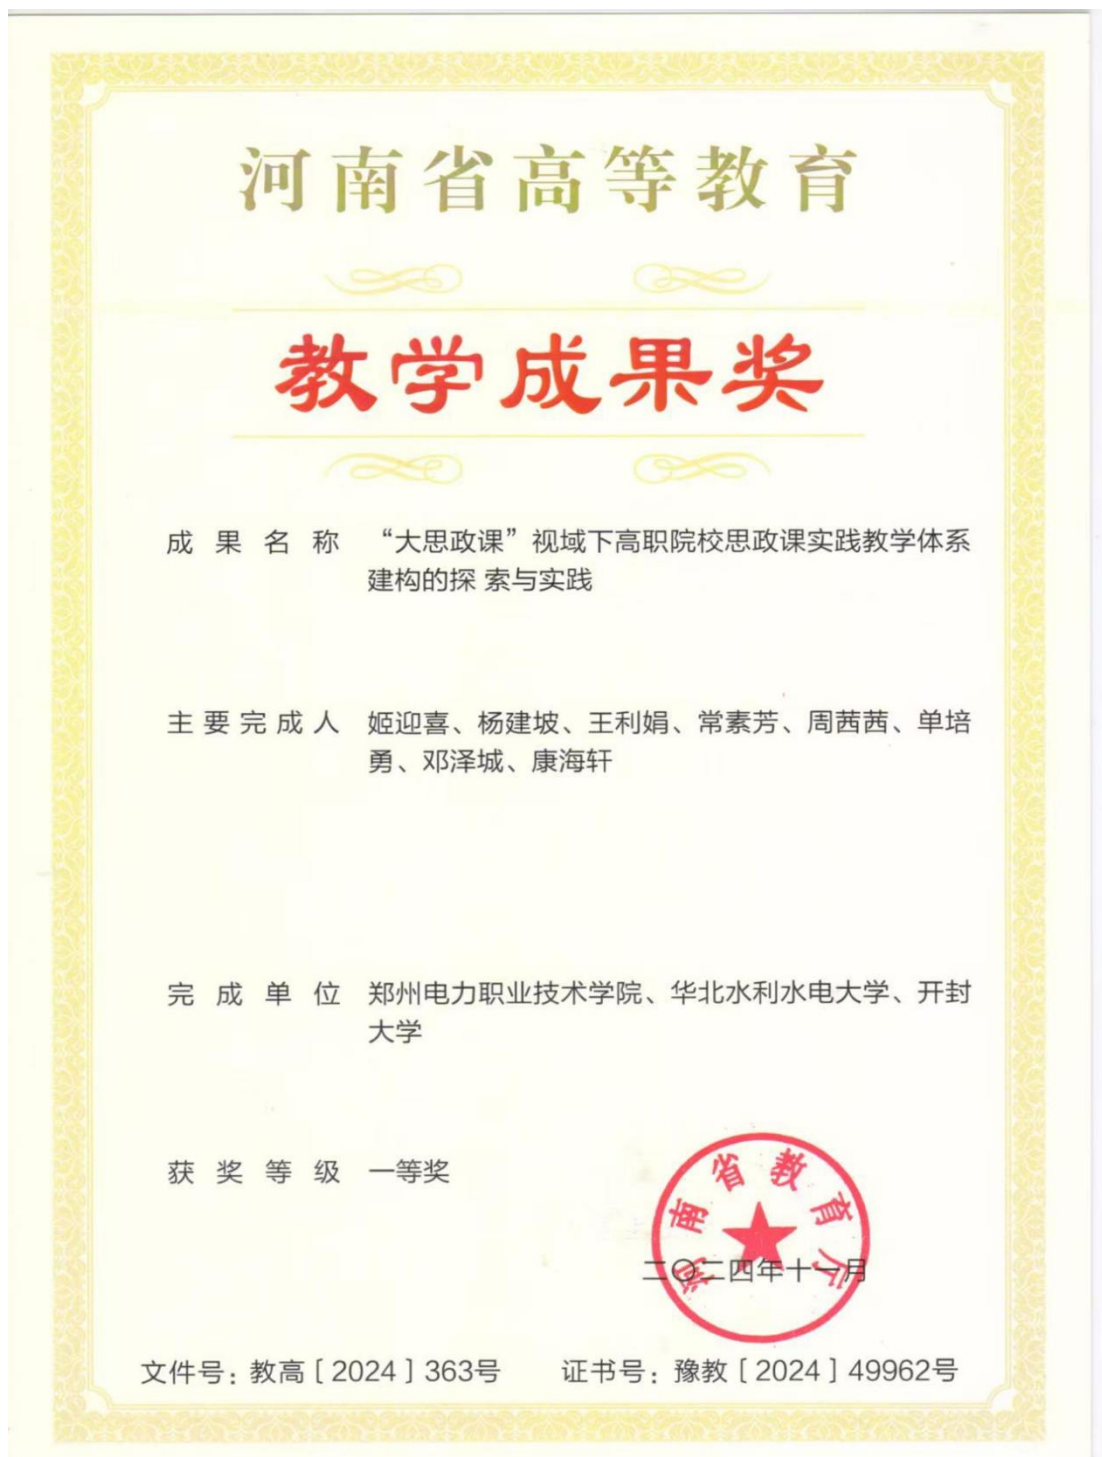 河南省高等教育
教学成果奖
成果名称 “大思政课”视域下高职院校思政课实践教学体系
建构的探 索与实践
主要完成人 姬迎喜、杨建坡、王利娟、常素芳、周茜茜、单培
勇、邓泽城、康海轩
完成单位 郑州电力职业技术学院、华北水利水电大学、开封
大学
获奖等级 一等奖
河南省教育厅
二〇二四年十一月
文件号：教高［2024］363号 证书号：豫教［2024］49962号